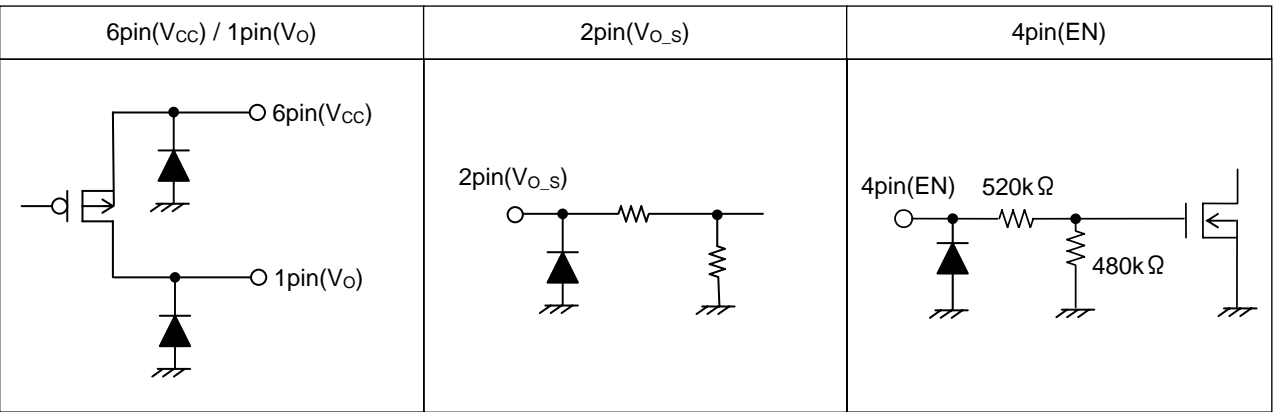 6pin(VCC) / 1pin(VO)
2pin(VO_S)
4pin(EN)
6pin(VCC)
1pin(VO)
2pin(VO_S)
4pin(EN)
520kΩ
480kΩ